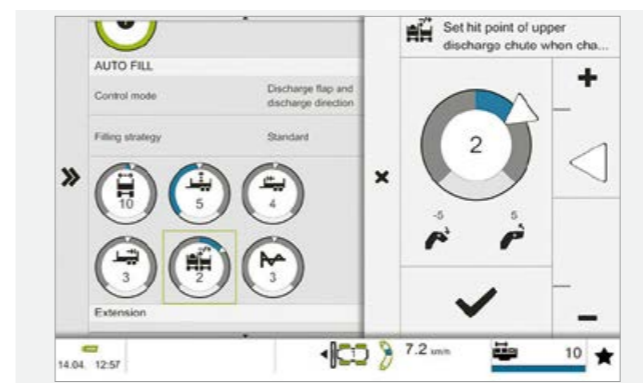 AUTO FILL
Control mode
Discharge flap and
discharge direction
Filling strategy
Standard
10
5
4
3
2
3
Extension
Set hit point of upper
discharge chute when cha...
2
-5
5
14.04. 12:57
1
7.2 km/h
10